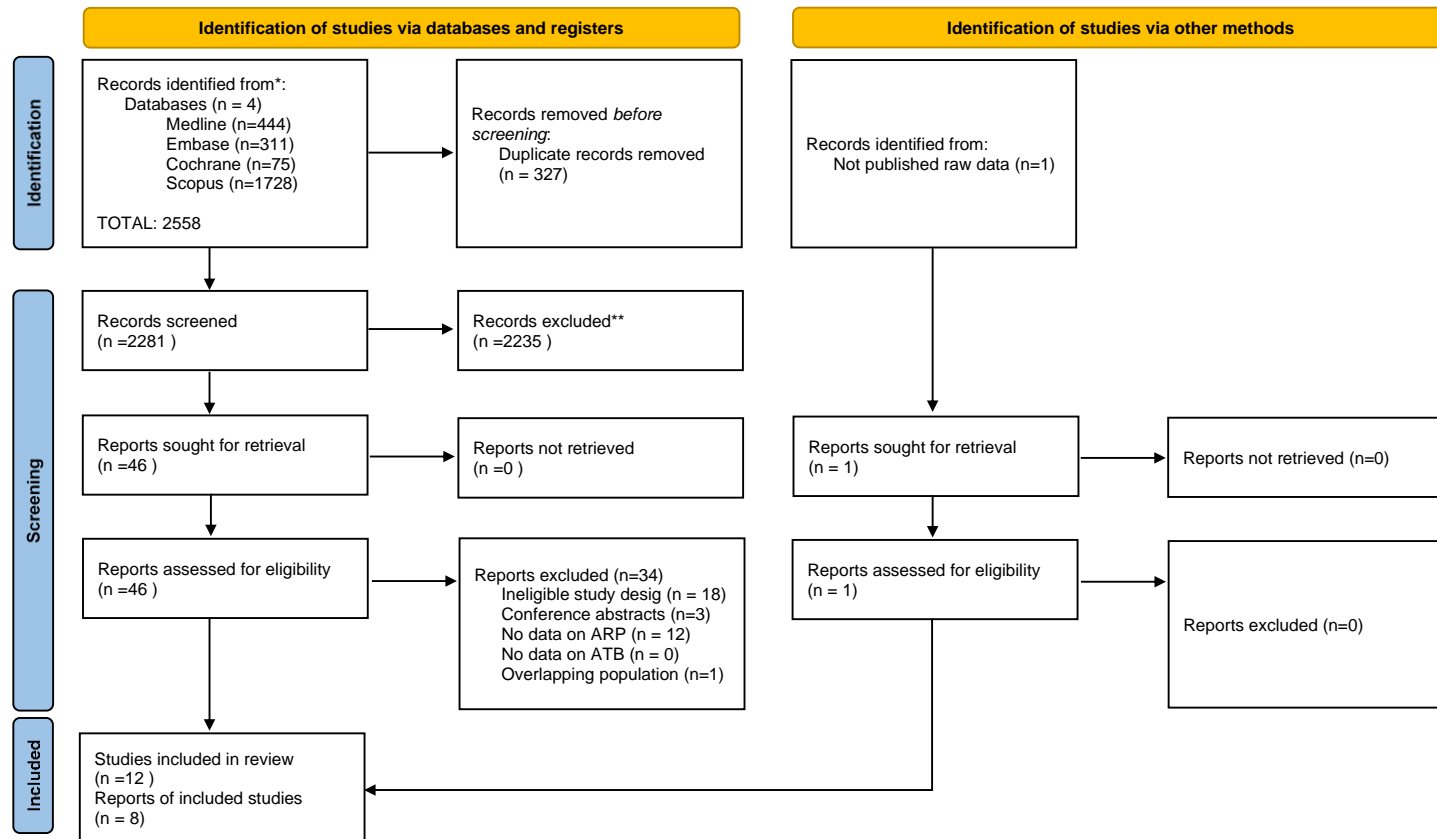 Identification of studies via databases and registers
Identification of studies via other methods
Identification
Records identified from*:
Databases (n = 4)
Medline (n=444)
Embase (n=311)
Cochrane (n=75)
Scopus (n=1728)
TOTAL: 2558
Records removed before
screening:
Duplicate records removed
(n = 327)
Records identified from:
Not published raw data (n=1)
Screening
Records screened
(n =2281 )
Records excluded**
(n =2235 )
Reports sought for retrieval
(n =46 )
Reports not retrieved
(n =0 )
Reports sought for retrieval
(n = 1)
Reports not retrieved (n=0)
Reports assessed for eligibility
(n =46 )
Reports excluded (n=34)
Ineligible study desig (n = 18)
Conference abstracts (n=3)
No data on ARP (n = 12)
No data on ATB (n = 0)
Overlapping population (n=1)
Reports assessed for eligibility
(n = 1)
Reports excluded (n=0)
Included
Studies included in review
(n =12 )
Reports of included studies
(n = 8)